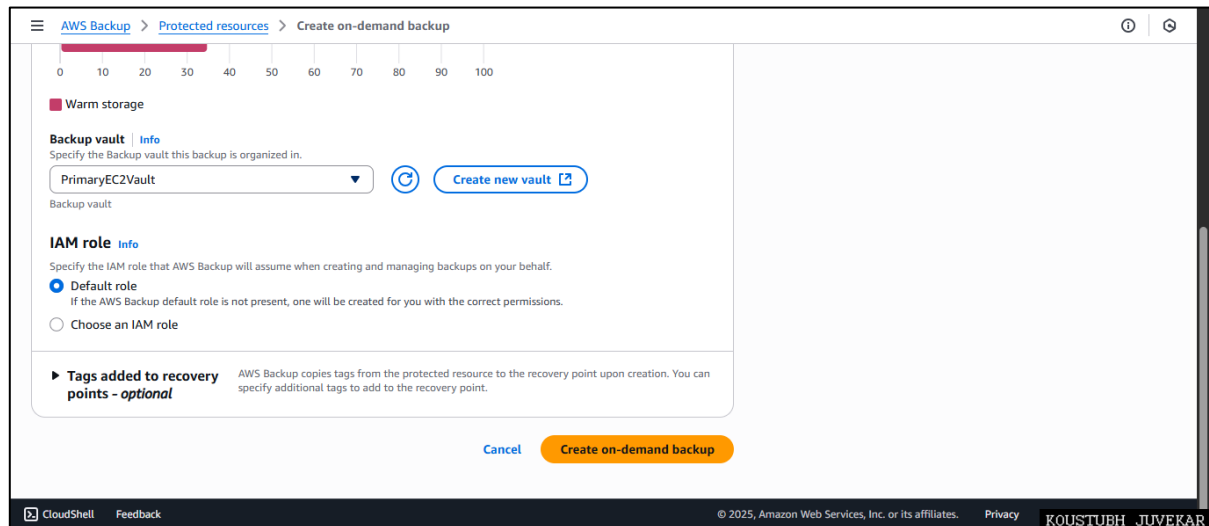 AWS Backup > Protected resources > Create on-demand backup
0 10 20 30 40 50 60 70 80 90 100
Warm storage
Backup vault | Info
Specify the Backup vault this backup is organized in.
PrimaryEC2Vault
Create new vault
Backup vault
IAM role Info
Specify the IAM role that AWS Backup will assume when creating and managing backups on your behalf.
Default role
If the AWS Backup default role is not present, one will be created for you with the correct permissions.
Choose an IAM role
Tags added to recovery
points - optional
AWS Backup copies tags from the protected resource to the recovery point upon creation. You can
specify additional tags to add to the recovery point.
Cancel
Create on-demand backup
CloudShell Feedback
© 2025, Amazon Web Services, Inc. or its affiliates. Privacy
KOUSTUBH JUVEKAR